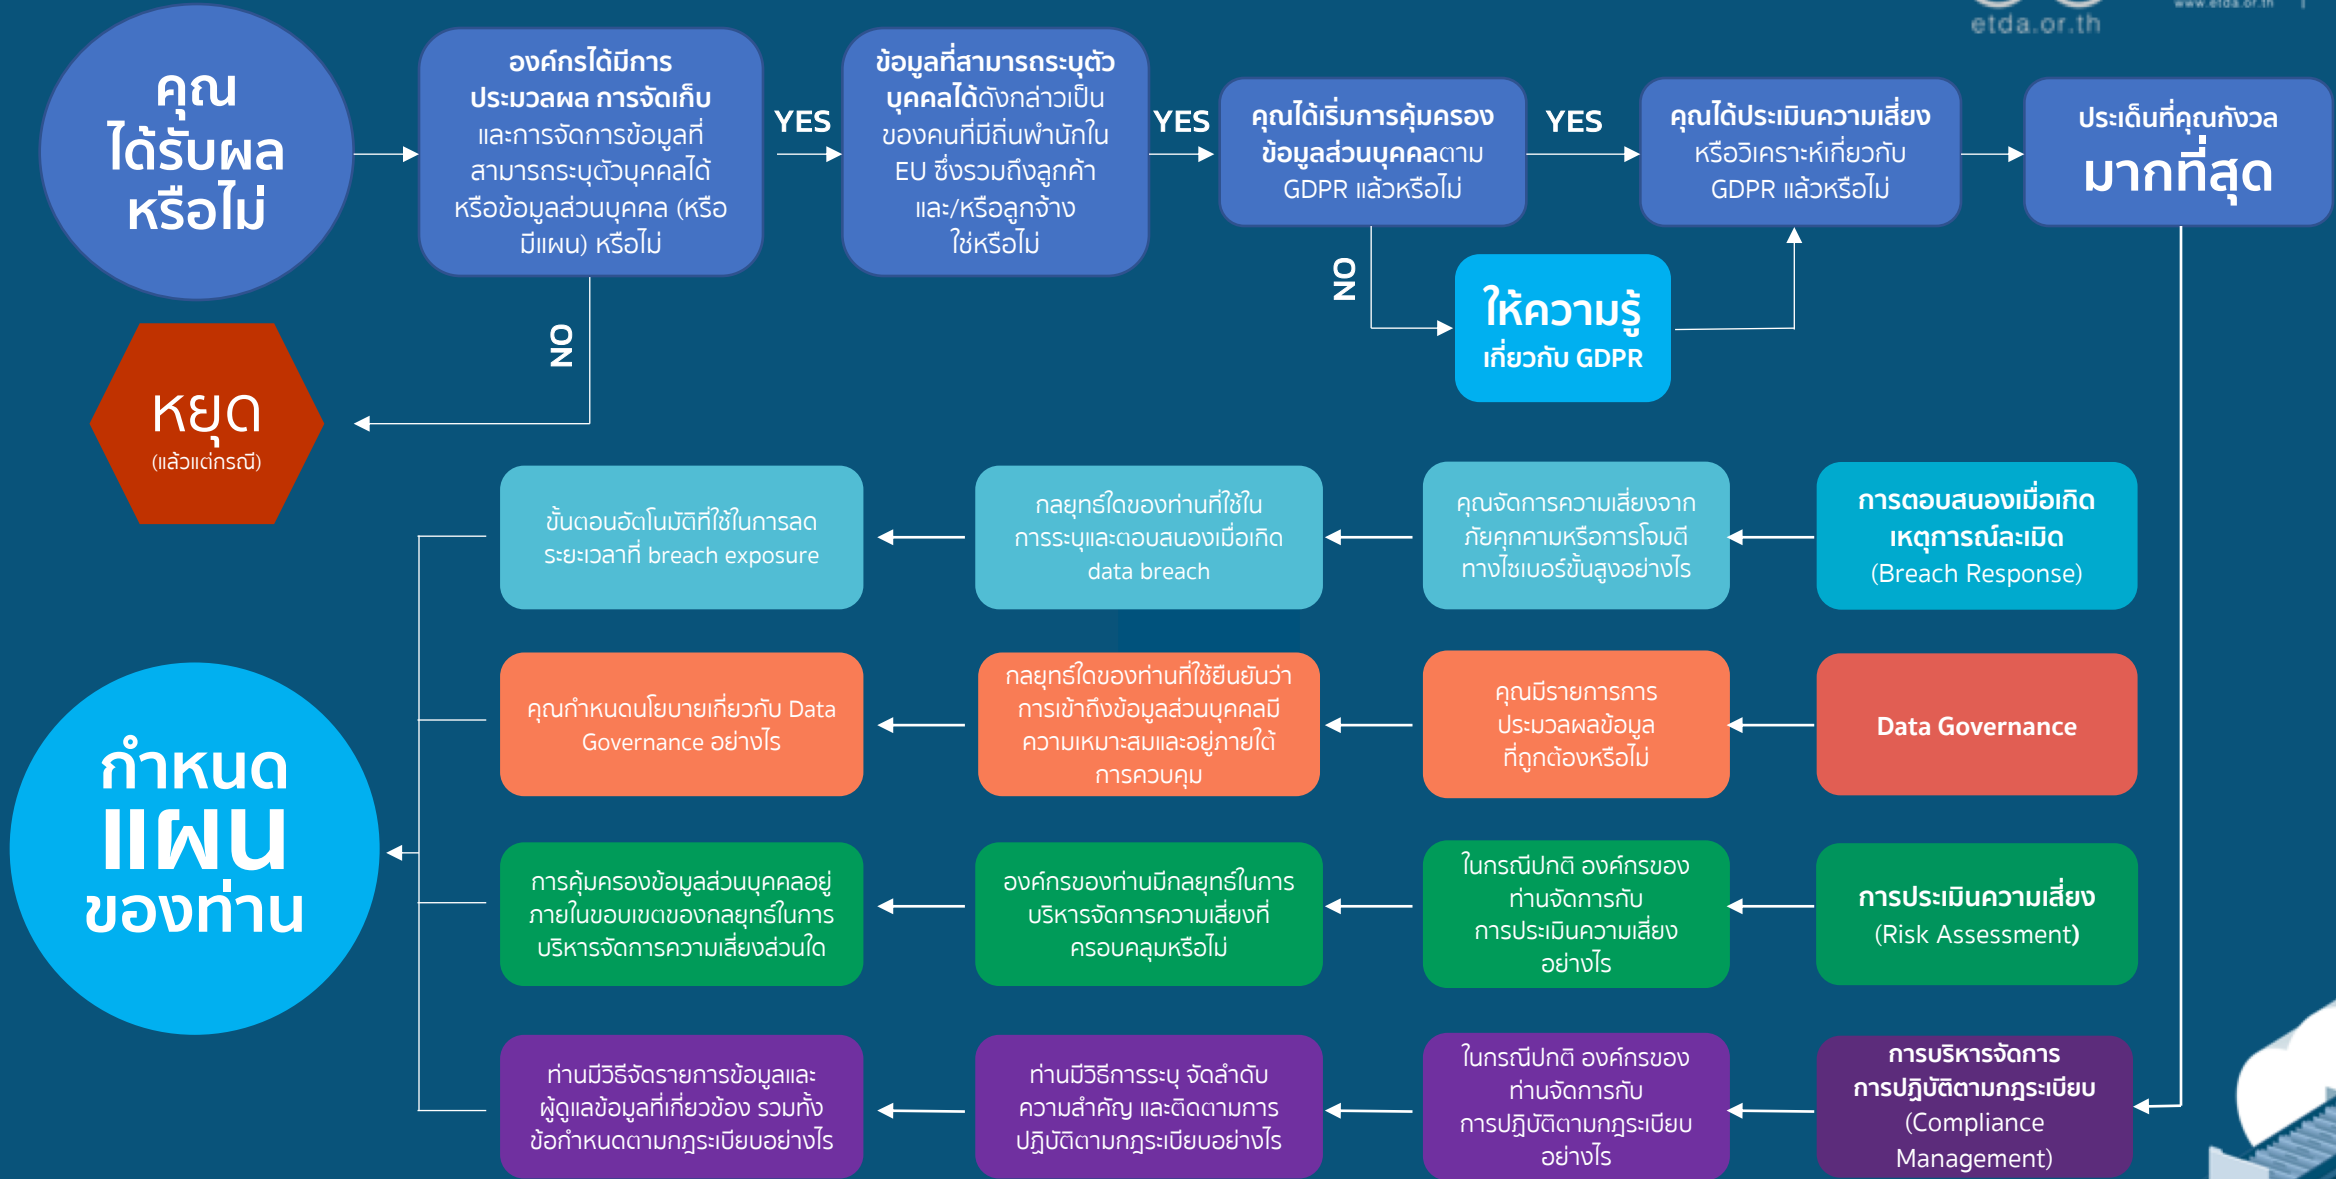 etda.or.th
www.etda.or.th
คุณ
ได้รับผล
หรือไม่
องค์กรได้มีการ
ประมวลผล การจัดเก็บ
และการจัดการข้อมูลที่
สามารถระบุตัวบุคคลได้
หรือข้อมูลส่วนบุคคล (หรือ
มีแผน) หรือไม่
YES
ข้อมูลที่สามารถระบุตัว
บุคคลได้ดังกล่าวเป็น
ของคนที่มีถิ่นพำนักใน
EU ซึ่งรวมถึงลูกค้า
และ/หรือลูกจ้าง
ใช่หรือไม่
YES
คุณได้เริ่มการคุ้มครอง
ข้อมูลส่วนบุคคลตาม
GDPR แล้วหรือไม่
YES
คุณได้ประเมินความเสี่ยง
หรือวิเคราะห์เกี่ยวกับ
GDPR แล้วหรือไม่
ประเด็นที่คุณกังวล
มากที่สุด
NO
NO
ให้ความรู้
เกี่ยวกับ GDPR
หยุด
(แล้วแต่กรณี)
ขั้นตอนอัตโนมัติที่ใช้ในการลด
ระยะเวลาที่ breach exposure
กลยุทธ์ใดของท่านที่ใช้ใน
การระบุและตอบสนองเมื่อเกิด
data breach
คุณจัดการความเสี่ยงจาก
ภัยคุกคามหรือการโจมตี
ทางไซเบอร์ขั้นสูงอย่างไร
การตอบสนองเมื่อเกิด
เหตุการณ์ละเมิด
(Breach Response)
คุณกำหนดนโยบายเกี่ยวกับ Data
Governance อย่างไร
กลยุทธ์ใดของท่านที่ใช้ยืนยันว่า
การเข้าถึงข้อมูลส่วนบุคคลมี
ความเหมาะสมและอยู่ภายใต้
การควบคุม
คุณมีรายการการ
ประมวลผลข้อมูล
ที่ถูกต้องหรือไม่
Data Governance
กำหนด
แผน
ของท่าน
การคุ้มครองข้อมูลส่วนบุคคลอยู่
ภายในขอบเขตของกลยุทธ์ในการ
บริหารจัดการความเสี่ยงส่วนใด
องค์กรของท่านมีกลยุทธ์ในการ
บริหารจัดการความเสี่ยงที่
ครอบคลุมหรือไม่
ในกรณีปกติ องค์กรของ
ท่านจัดการกับ
การประเมินความเสี่ยง
อย่างไร
การประเมินความเสี่ยง
(Risk Assessment)
ท่านมีวิธีจัดรายการข้อมูลและ
ผู้ดูแลข้อมูลที่เกี่ยวข้อง รวมทั้ง
ข้อกำหนดตามกฎระเบียบอย่างไร
ท่านมีวิธีการระบุ จัดลำดับ
ความสำคัญ และติดตามการ
ปฏิบัติตามกฎระเบียบอย่างไร
ในกรณีปกติ องค์กรของ
ท่านจัดการกับ
การปฏิบัติตามกฎระเบียบ
อย่างไร
การบริหารจัดการ
การปฏิบัติตามกฎระเบียบ
(Compliance
Management)